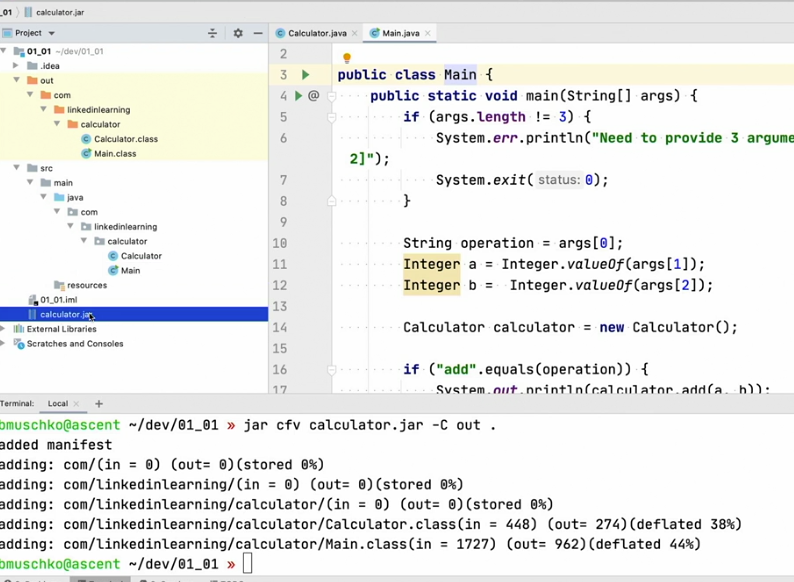 _01 calculator.jar
Project
Calculator.java
Main.java
01_01 ~/dev/01_01
.idea
out
com
linkedinlearning
calculator
Calculator.class
Main.class
src
main
java
com
linkedinlearning
calculator
Calculator
Main
resources
01_01.iml
calculator.jar
External Libraries
Scratches and Consoles
2
3 public class Main {
4 @ public static void main(String[] args) {
5 if (args.length != 3) {
6 System.err.println("Need to provide 3 argume
2]");
7 System.exit( status: 0);
8 }
9
10 String operation = args[0];
11 Integer a = Integer.valueOf(args[1]);
12 Integer b = Integer.valueOf(args[2]);
13
14 Calculator calculator = new Calculator();
15
16 if ("add".equals(operation)) {
17 System.out.println(calculator.add(a, b));
Terminal: Local +
bmuschko@ascent ~/dev/01_01 » jar cfv calculator.jar -C out .
added manifest
adding: com/(in = 0) (out= 0)(stored 0%)
adding: com/linkedinlearning/(in = 0) (out= 0)(stored 0%)
adding: com/linkedinlearning/calculator/(in = 0) (out= 0)(stored 0%)
adding: com/linkedinlearning/calculator/Calculator.class(in = 448) (out= 274)(deflated 38%)
adding: com/linkedinlearning/calculator/Main.class(in = 1727) (out= 962)(deflated 44%)
bmuschko@ascent ~/dev/01_01 »